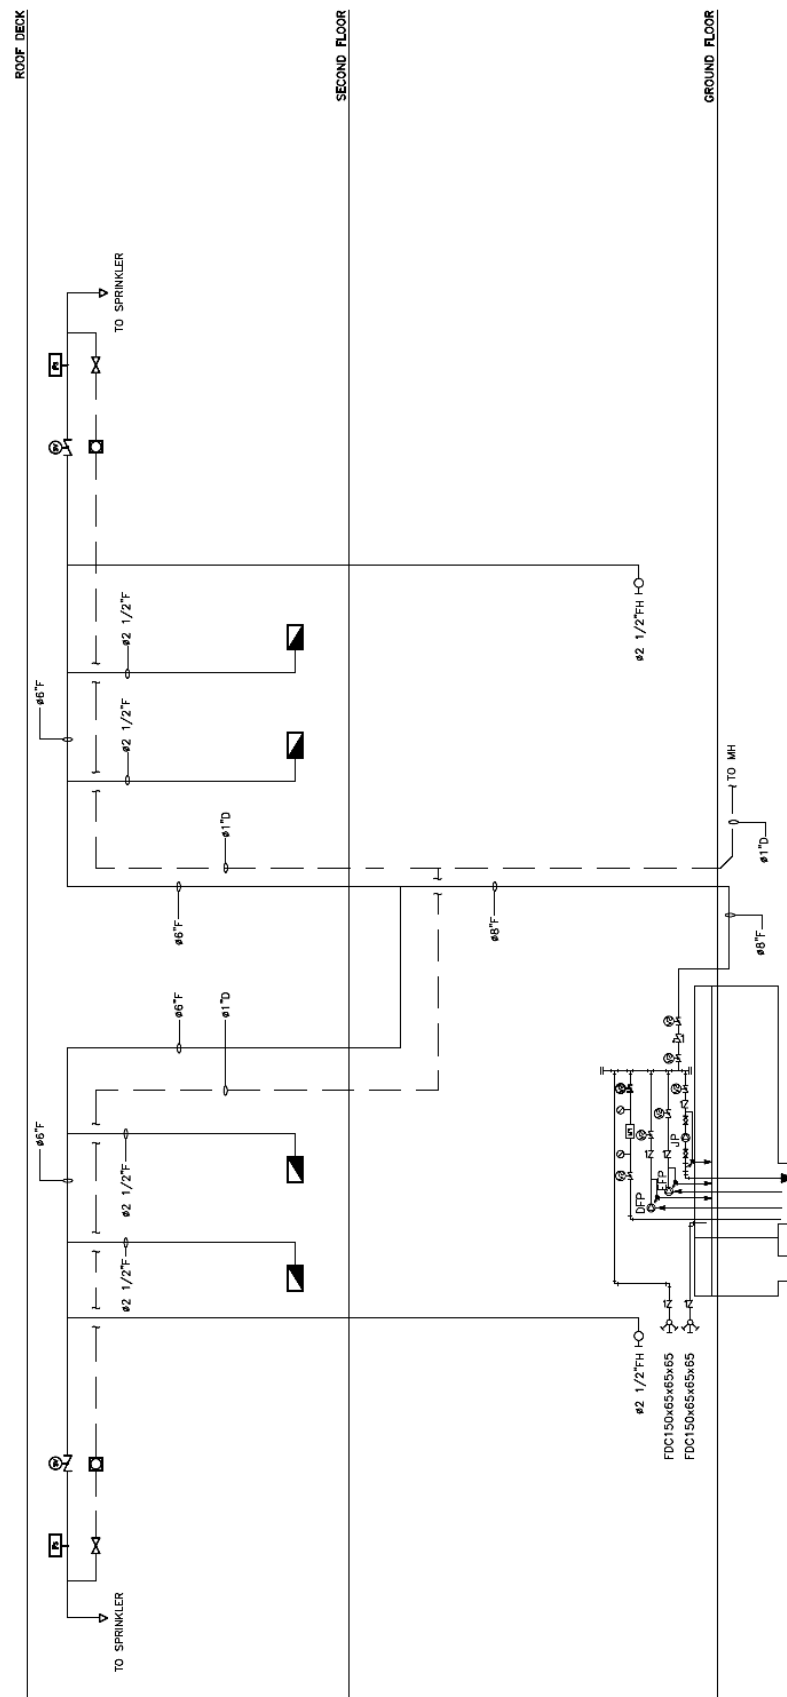 ROOF DECK
SECOND FLOOR
GROUND FLOOR
TO SPRINKLER
ø2 1/2"F
ø2 1/2"FH
ø6"F
ø2 1/2"F
TO MH
ø1"D
ø1"D
ø6"F
ø8"F
ø8"F
ø6"F
ø1"D
ø6"F
ø2 1/2"F
ø2 1/2"F
JP
EFP
DFP
ø2 1/2"FH
FDC150x65x65x65
FDC150x65x65x65
FS
TO SPRINKLER